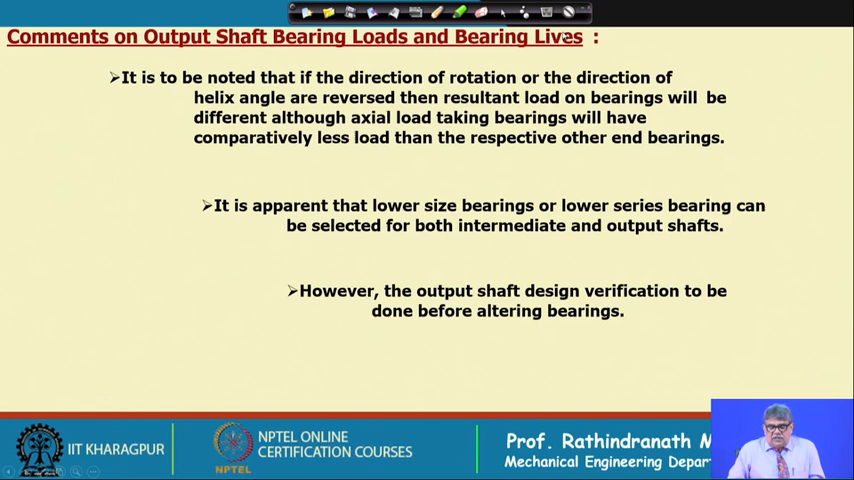 Comments on Output Shaft Bearing Loads and Bearing Lives :
➢It is to be noted that if the direction of rotation or the direction of
helix angle are reversed then resultant load on bearings will be
different although axial load taking bearings will have
comparatively less load than the respective other end bearings.
➢It is apparent that lower size bearings or lower series bearing can
be selected for both intermediate and output shafts.
➢However, the output shaft design verification to be
done before altering bearings.
IIT KHARAGPUR
NPTEL
NPTEL ONLINE
CERTIFICATION COURSES
Prof. Rathindranath M
Mechanical Engineering Depar